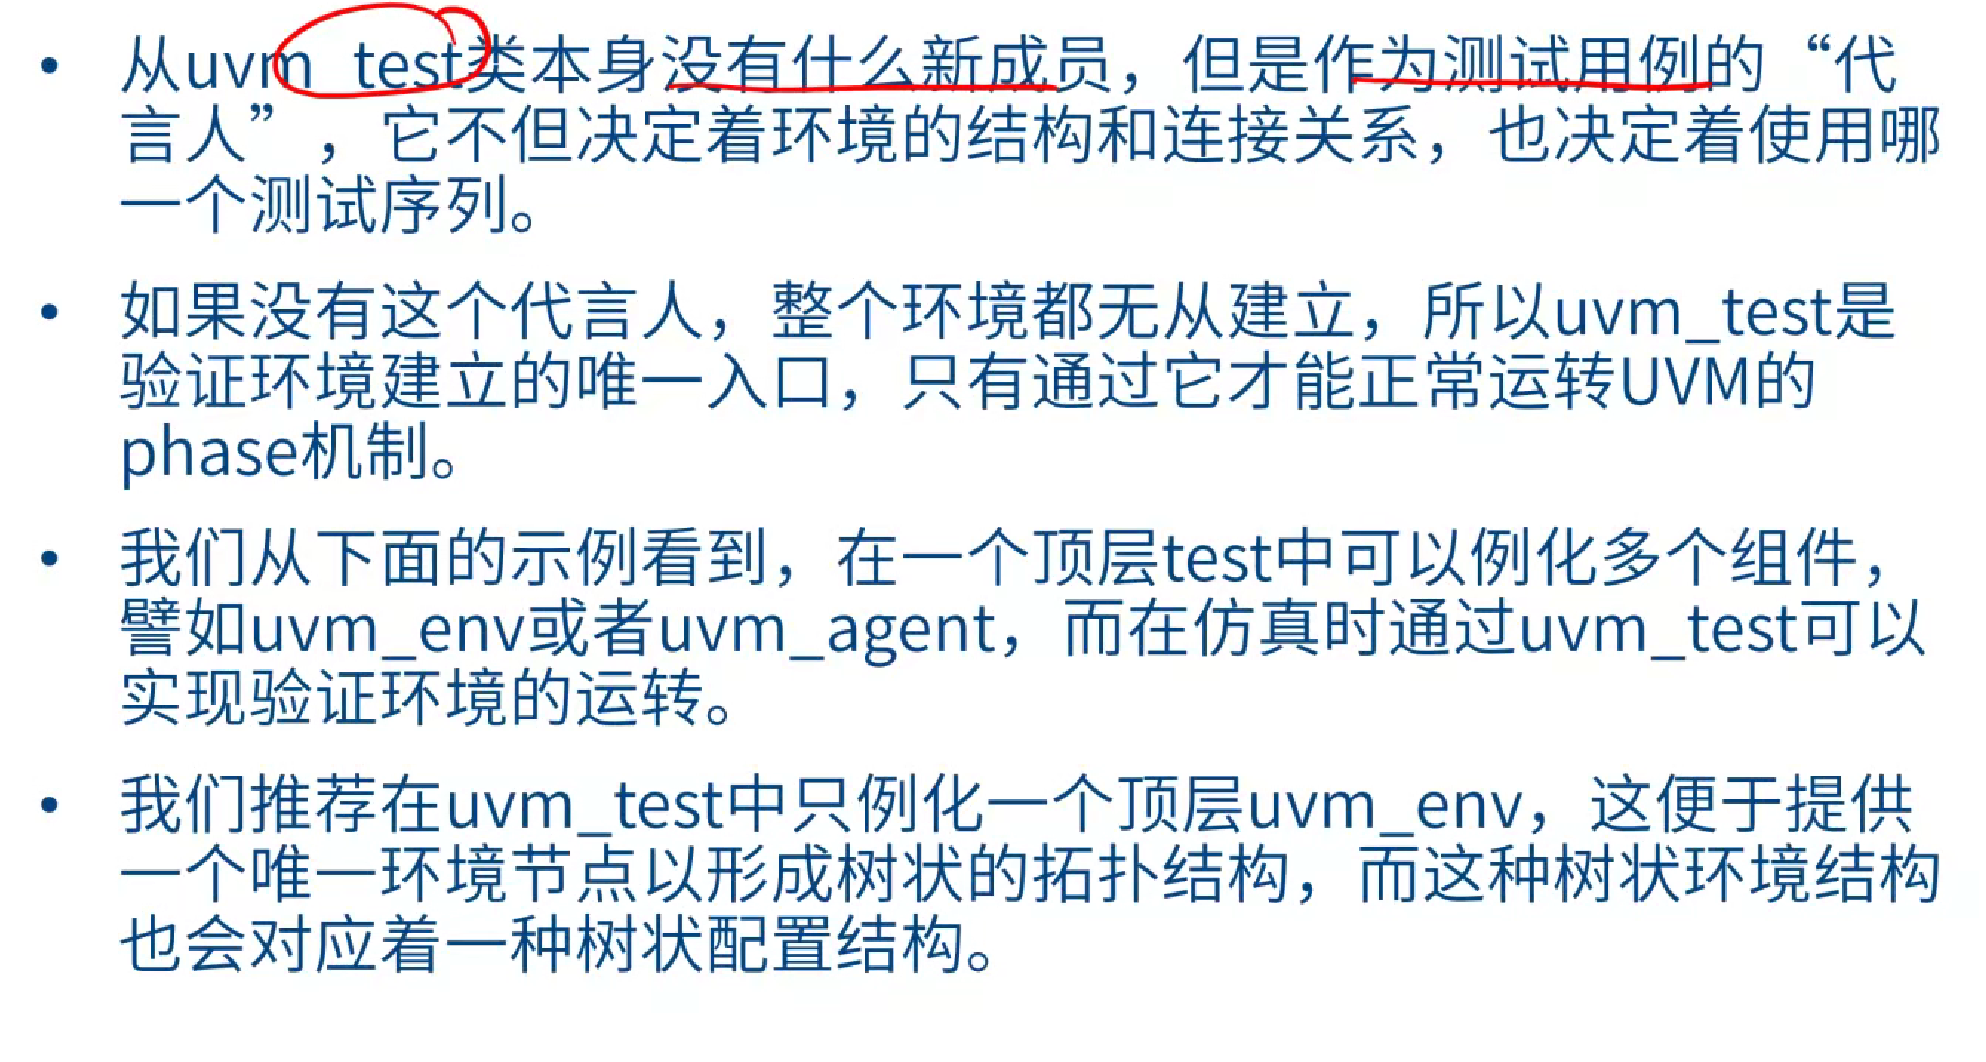 • 从uvm_test类本身没有什么新成员，但是作为测试用例的“代
言人”，它不但决定着环境的结构和连接关系，也决定着使用哪
一个测试序列。
• 如果没有这个代言人，整个环境都无从建立，所以uvm_test是
验证环境建立的唯一入口，只有通过它才能正常运转UVM的
phase机制。
• 我们从下面的示例看到，在一个顶层test中可以例化多个组件，
譬如uvm_env或者uvm_agent，而在仿真时通过uvm_test可以
实现验证环境的运转。
• 我们推荐在uvm_test中只例化一个顶层uvm_env，这便于提供
一个唯一环境节点以形成树状的拓扑结构，而这种树状环境结构
也会对应着一种树状配置结构。